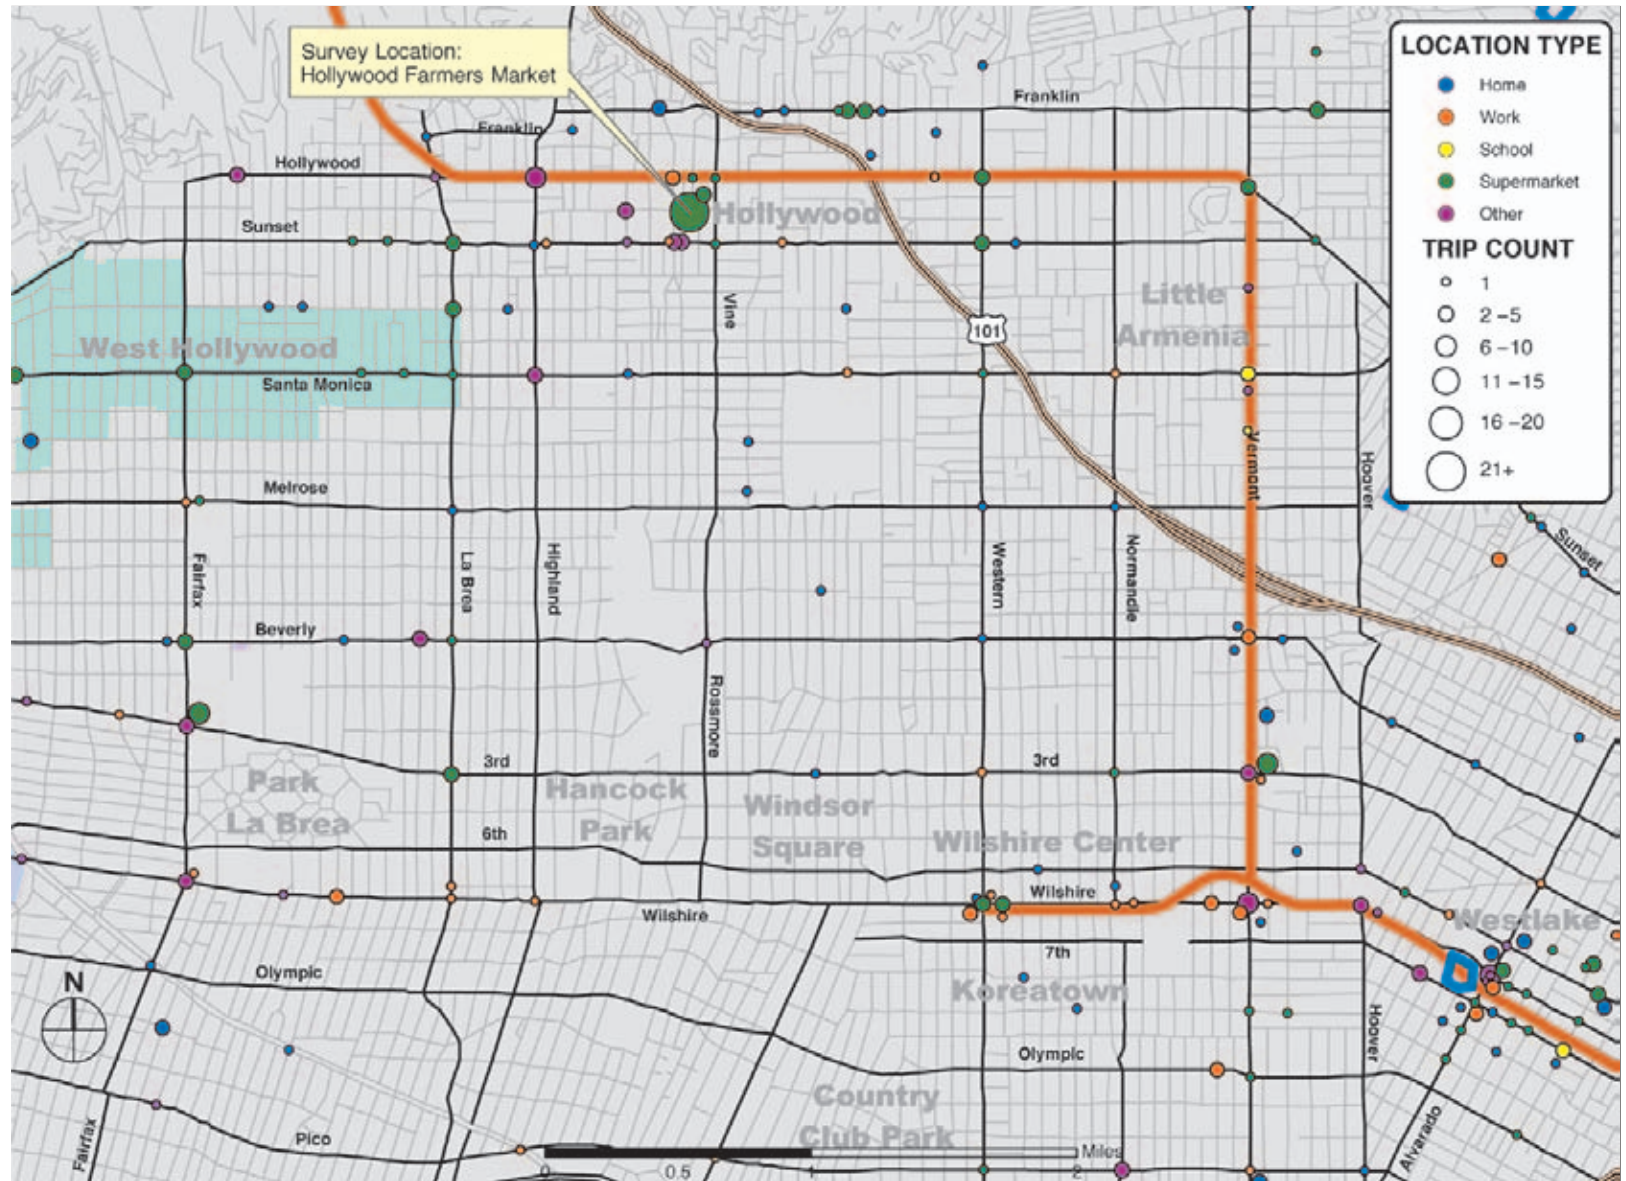 Survey Location:
Hollywood Farmers Market
LOCATION TYPE
Home
Work
School
Supermarket
Other
TRIP COUNT
1
2 –5
6 –10
11 –15
16 –20
21+
Franklin
Franklin
Hollywood
Sunset
Hollywood
Vine
Little
Armenia
101
West Hollywood
Santa Monica
Vermont
Hoover
Melrose
Sunset
Fairfax
La Brea
Highland
Western
Normandie
Beverly
Rossmore
3rd
3rd
Park
La Brea
Hancock
Park
Windsor
Square
Wilshire Center
6th
Wilshire
Wilshire
Westlake
7th
Olympic
Koreatown
N
Hoover
Olympic
Country
Club Park
Alvarado
Fairfax
Pico
Miles
0
0.5
1
2